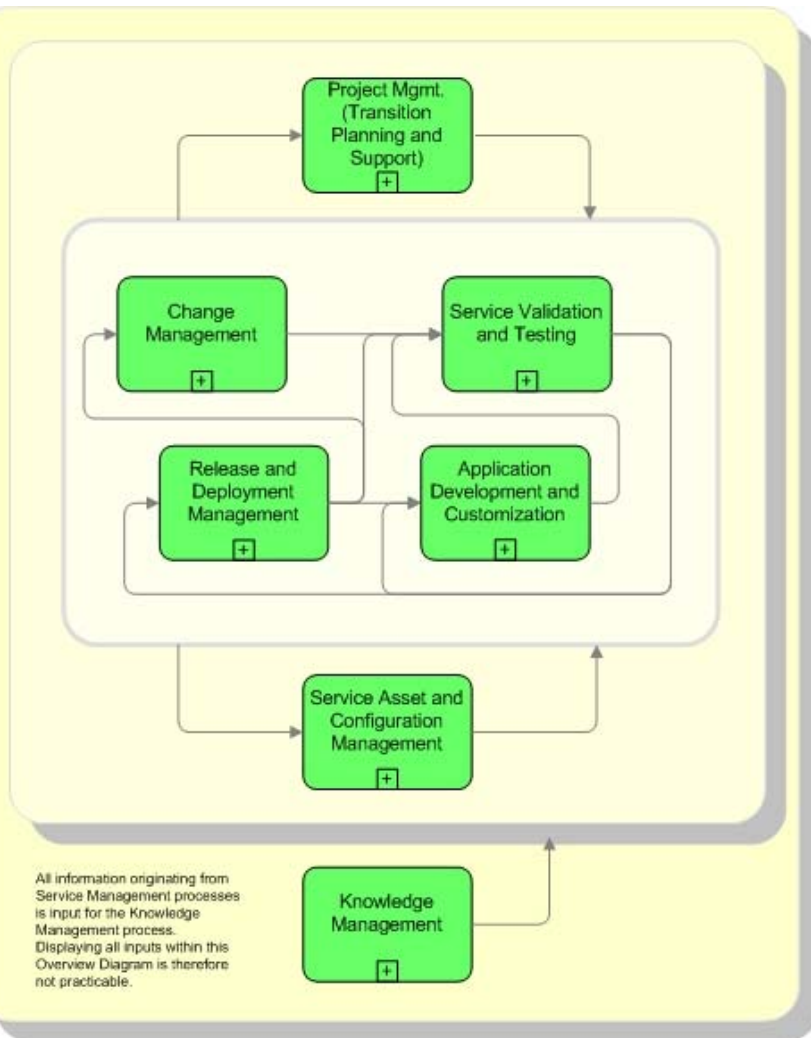 Project Mgmt.
(Transition
Planning and
Support)
+
Change
Management
+
Service Validation
and Testing
+
Release and
Deployment
Management
+
Application
Development and
Customization
+
Service Asset and
Configuration
Management
+
All information originating from
Service Management processes
is input for the Knowledge
Management process.
Displaying all inputs within this
Overview Diagram is therefore
not practicable.
Knowledge
Management
+